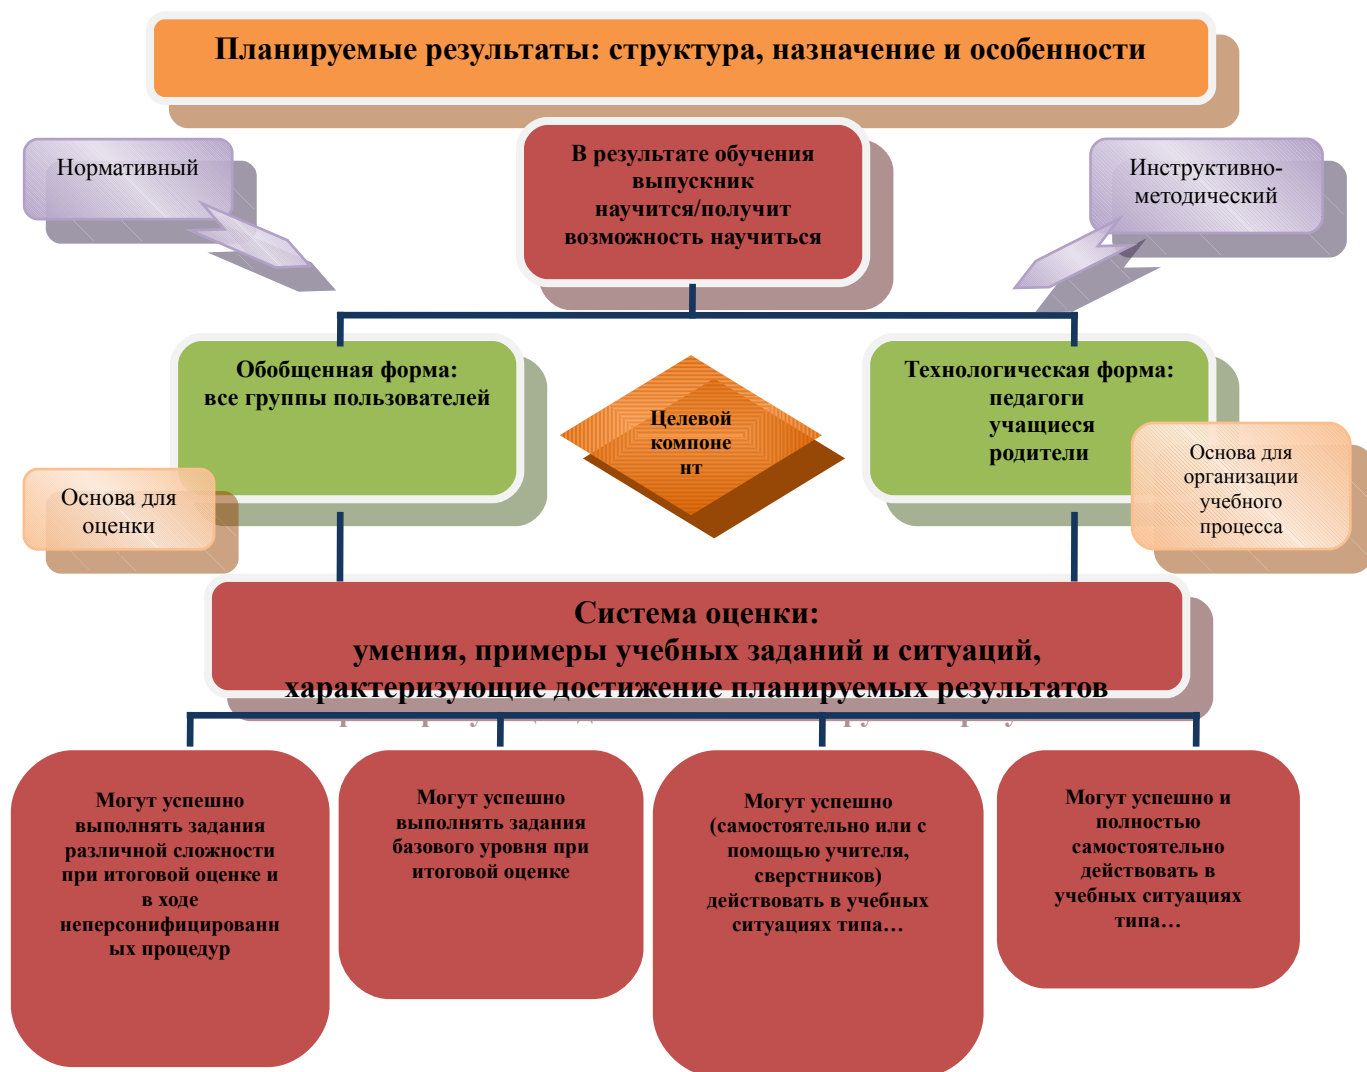 Планируемые результаты: структура, назначение и особенности
Нормативный
В результате обучения
выпускник
научится/получит
возможность научиться
Инструктивно-
методический
Обобщенная форма:
все группы пользователей
Целевой
компоне
нт
Технологическая форма:
педагоги
учащиеся
родители
Основа для
оценки
Основа для
организации
учебного
процесса
Система оценки:
умения, примеры учебных заданий и ситуаций,
характеризующие достижение планируемых результатов
Могут успешно
выполнять задания
различной сложности
при итоговой оценке и
в ходе
неперсонифицированн
ых процедур
Могут успешно
выполнять задания
базового уровня при
итоговой оценке
Могут успешно
(самостоятельно или с
помощью учителя,
сверстников)
действовать в учебных
ситуациях типа…
Могут успешно и
полностью
самостоятельно
действовать в
учебных ситуациях
типа…